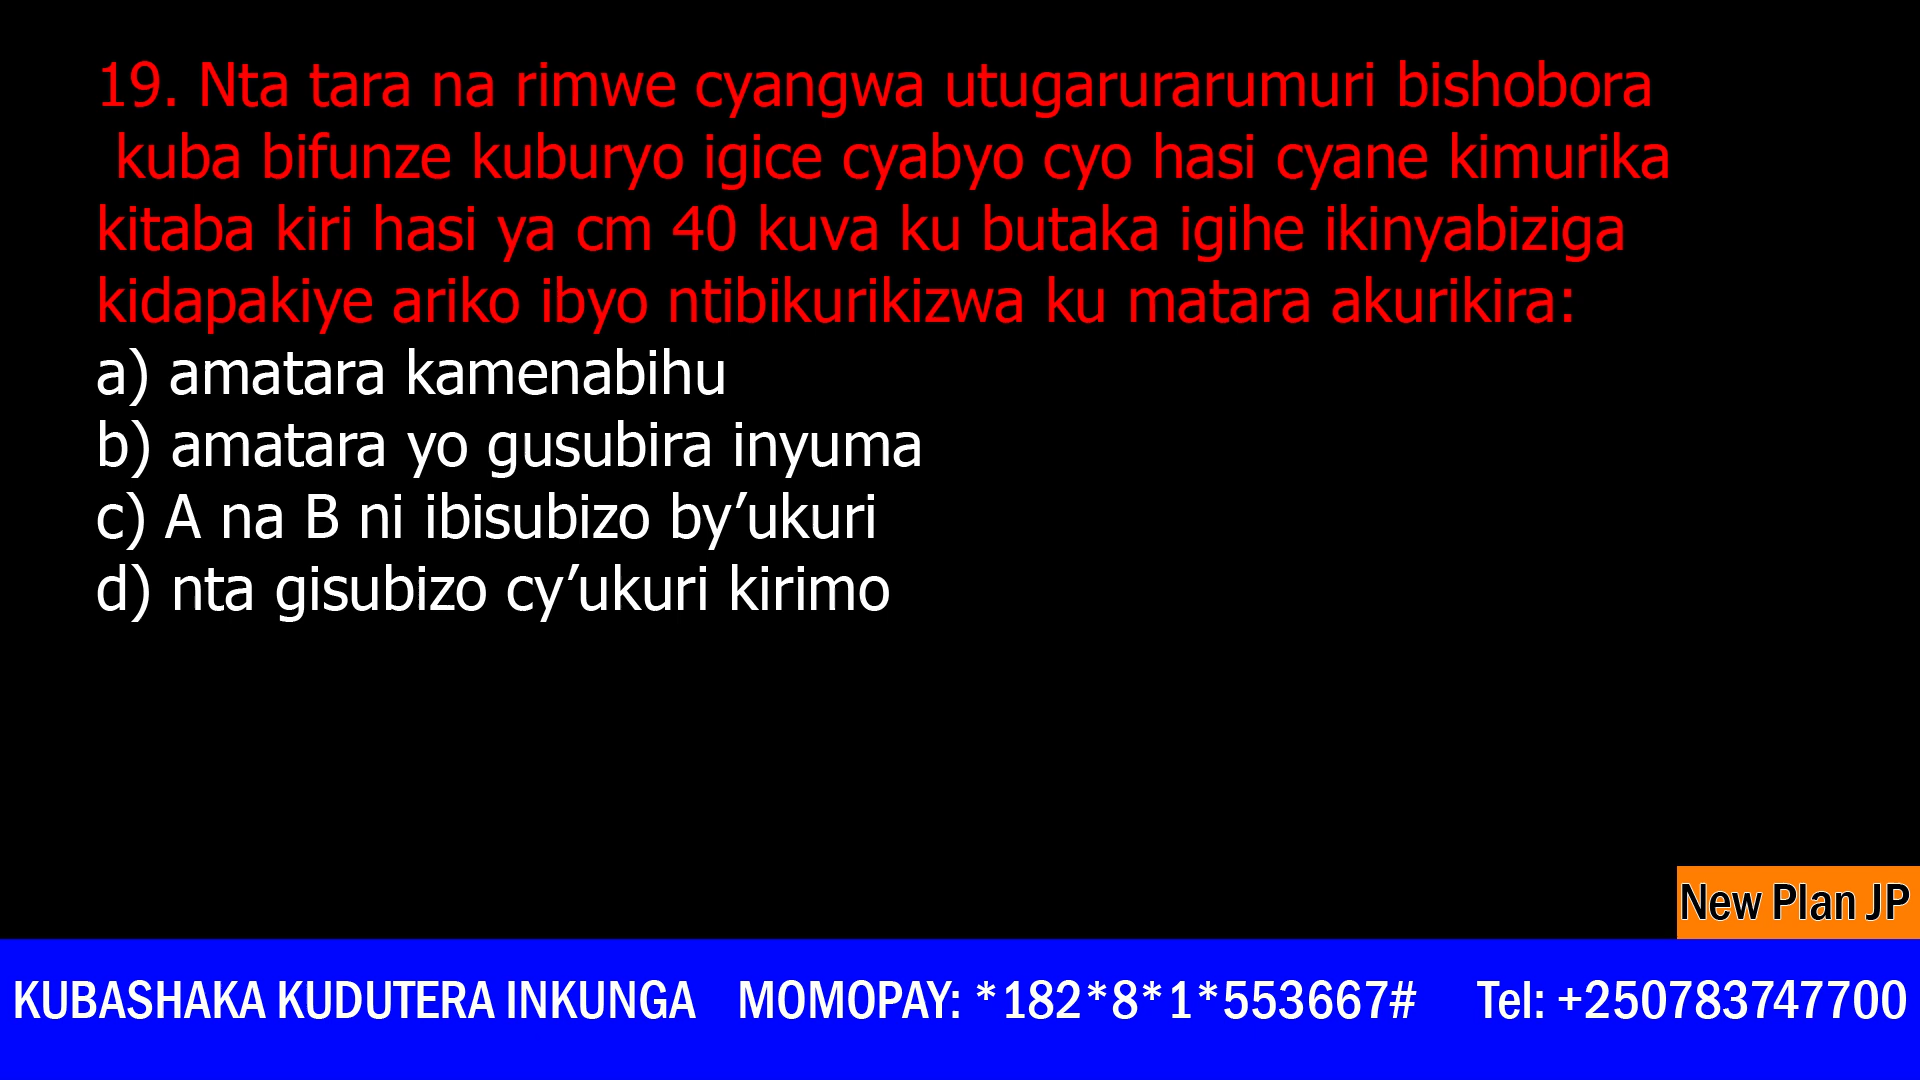 19. Nta tara na rimwe cyangwa utugarurarumuri bishobora
kuba bifunze kuburyo igice cyabyo cyo hasi cyane kimurika
kitaba kiri hasi ya cm 40 kuva ku butaka igihe ikinyabiziga
kidapakiye ariko ibyo ntibikurikizwa ku matara akurikira:
a) amatara kamenabihu
b) amatara yo gusubira inyuma
c) A na B ni ibisubizo by’ukuri
d) nta gisubizo cy’ukuri kirimo
New Plan JP
KUBASHAKA KUDUTERA INKUNGA MOMOPAY: *182*8*1*553667# Tel: +250783747700